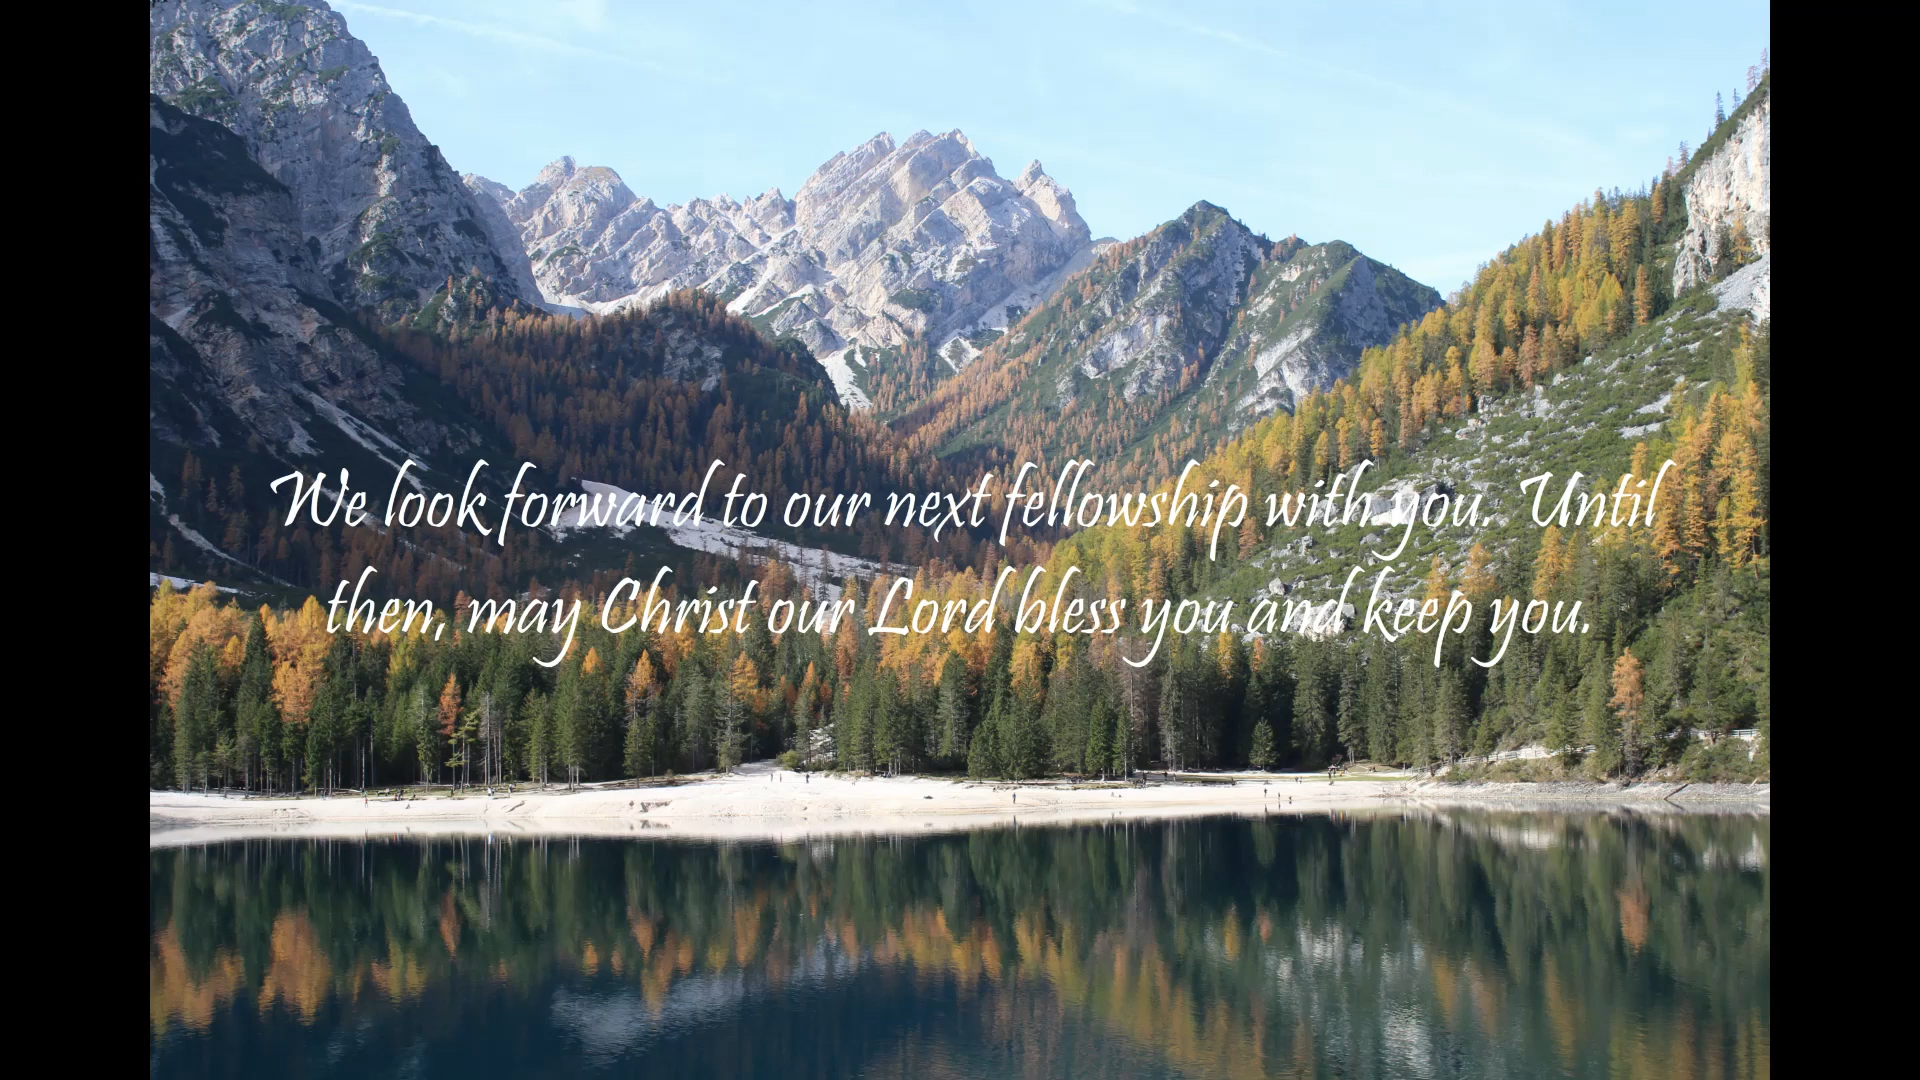 We look forward to our next fellowship with you. Until
then, may Christ our Lord bless you and keep you.